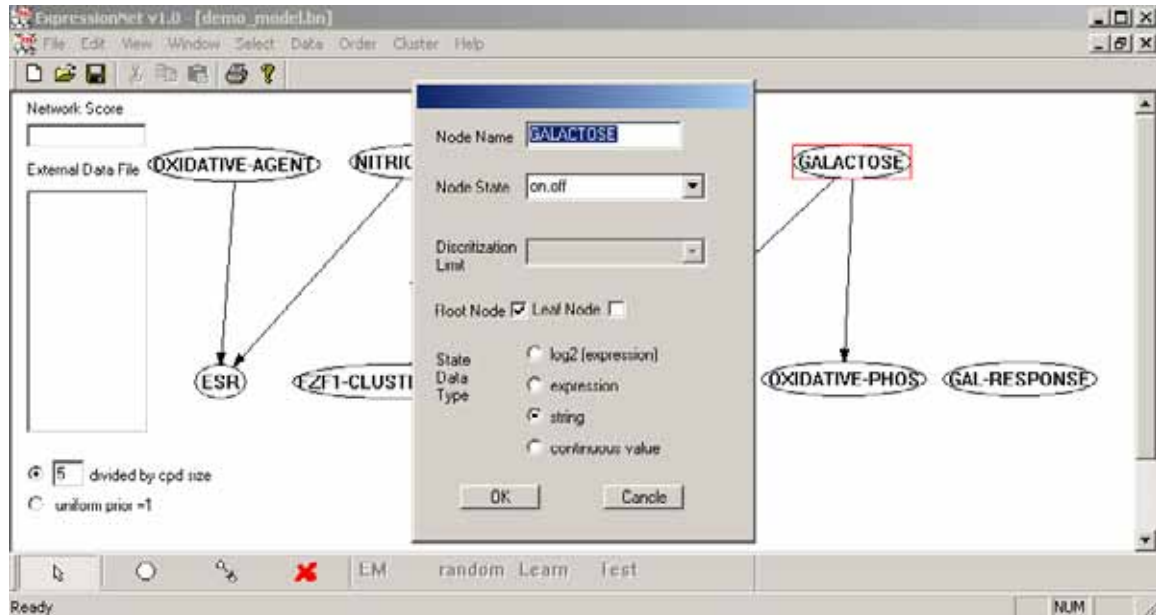 ExpressionNet v1.0 - [demo_model.bn]
File Edit View Window Select Data Order Cluster Help
Network Score
External Data File
OXIDATIVE-AGENT
NITRIC
GALACTOSE
Node Name GALACTOSE
Node State on.off
Discritization
Limit
Root Node Leaf Node
State
Data
Type
log2 (expression)
expression
string
continuous value
OK Cancle
ESR
EZF1-CLUSTI
OXIDATIVE-PHOS
GAL-RESPONSE
5 divided by cpd size
uniform prior =1
EM random Learn Test
Ready NUM